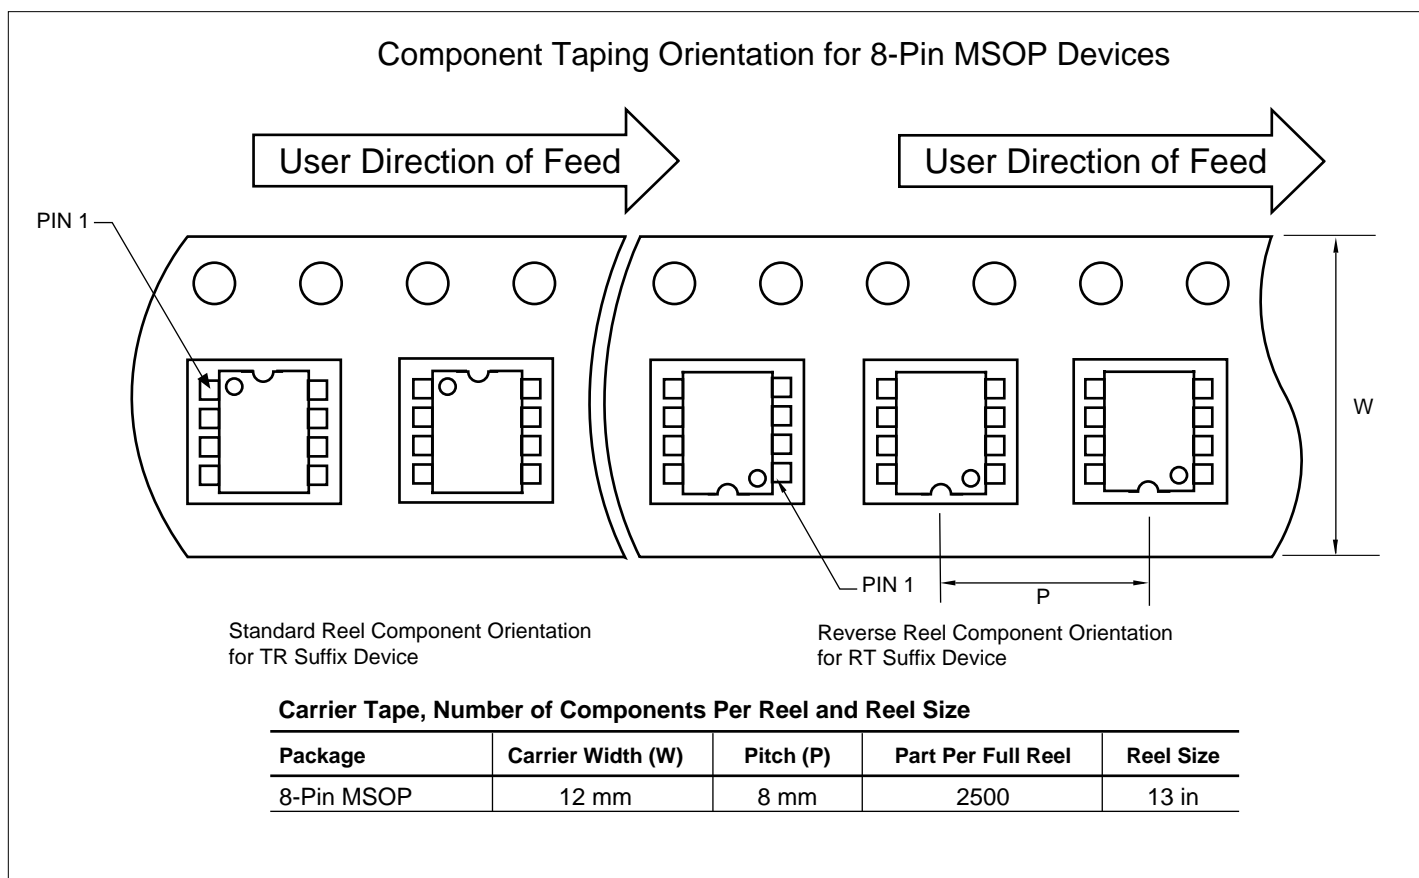 Component Taping Orientation for 8-Pin MSOP Devices
User Direction of Feed
User Direction of Feed
PIN 1
W
PIN 1
P
Standard Reel Component Orientation
for TR Suffix Device
Reverse Reel Component Orientation
for RT Suffix Device
Carrier Tape, Number of Components Per Reel and Reel Size
Package Carrier Width (W) Pitch (P) Part Per Full Reel Reel Size
8-Pin MSOP 12 mm 8 mm 2500 13 in